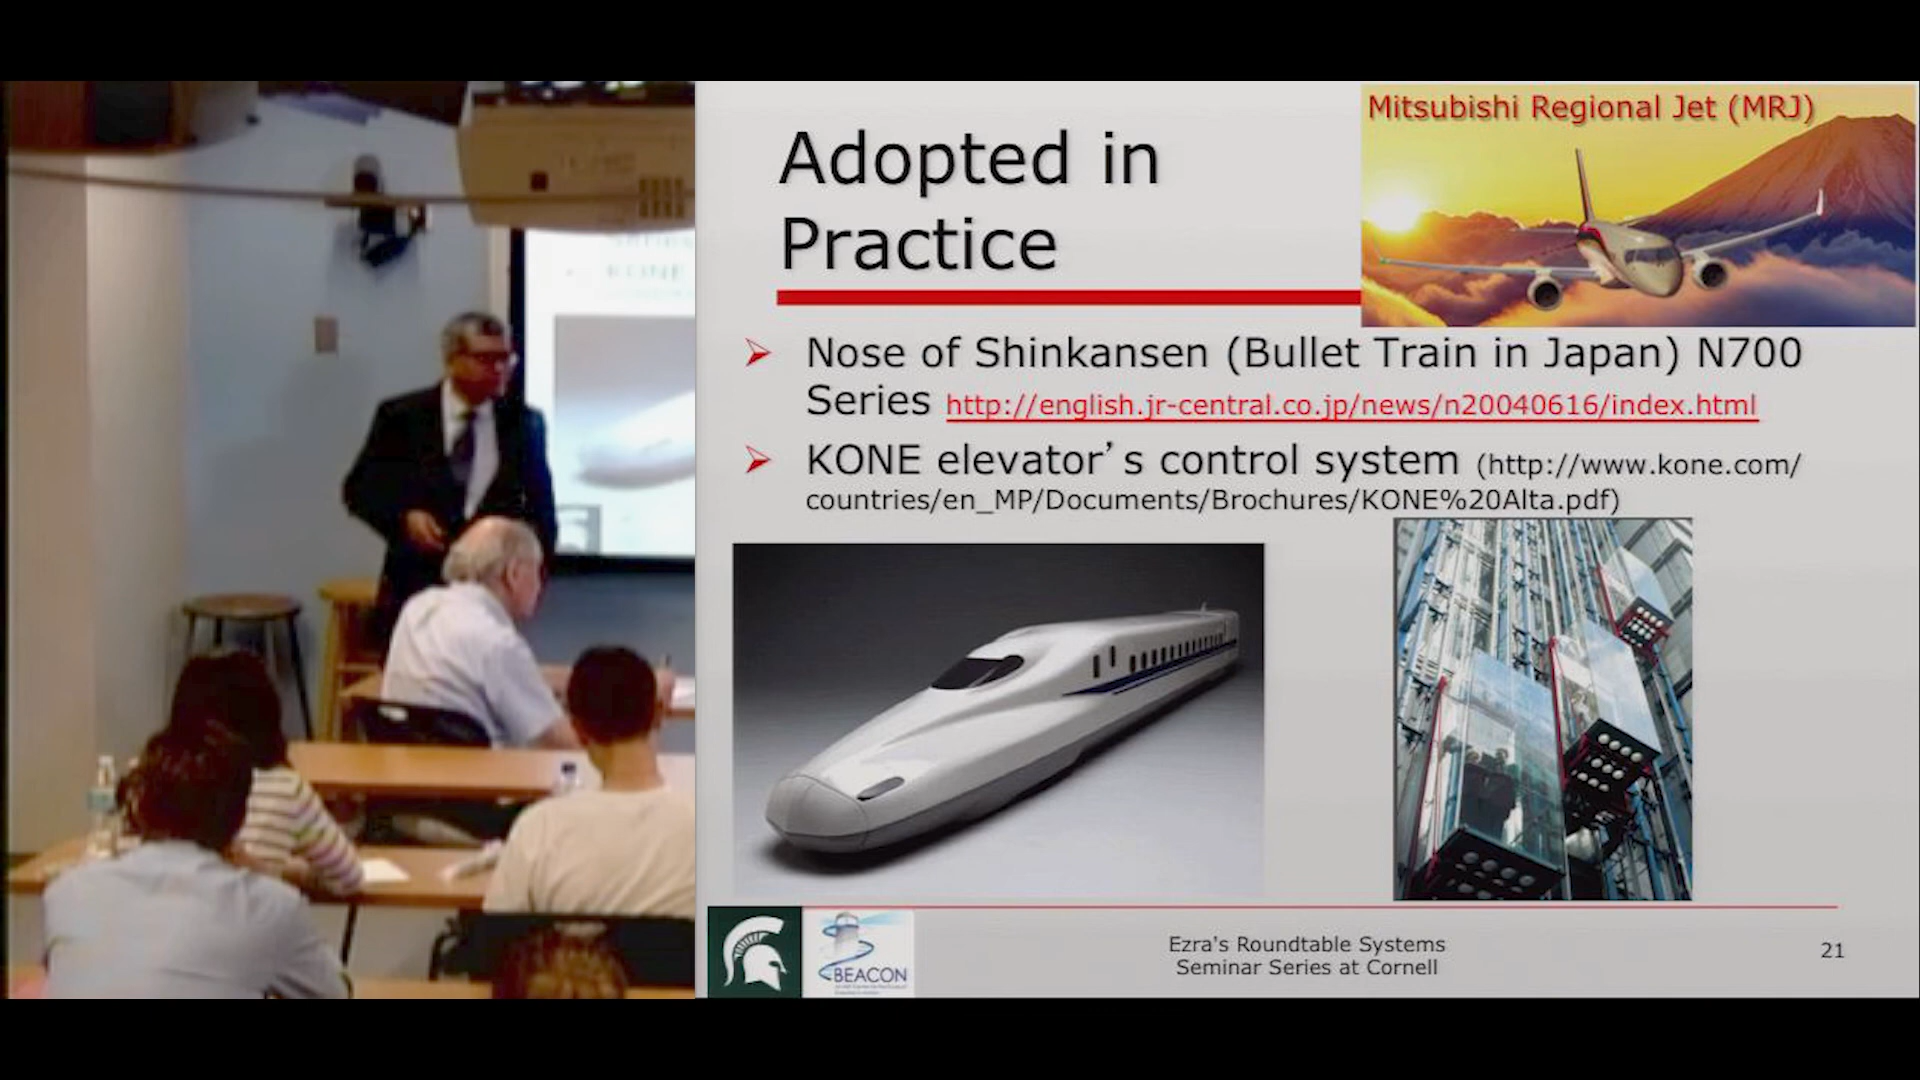 Adopted in
Practice
Mitsubishi Regional Jet (MRJ)
Nose of Shinkansen (Bullet Train in Japan) N700
Series http://english.jr-central.co.jp/news/n20040616/index.html
KONE elevator's control system (http://www.kone.com/
countries/en_MP/Documents/Brochures/KONE%20Alta.pdf)
KONE
BEACON
Ezra's Roundtable Systems
Seminar Series at Cornell
21